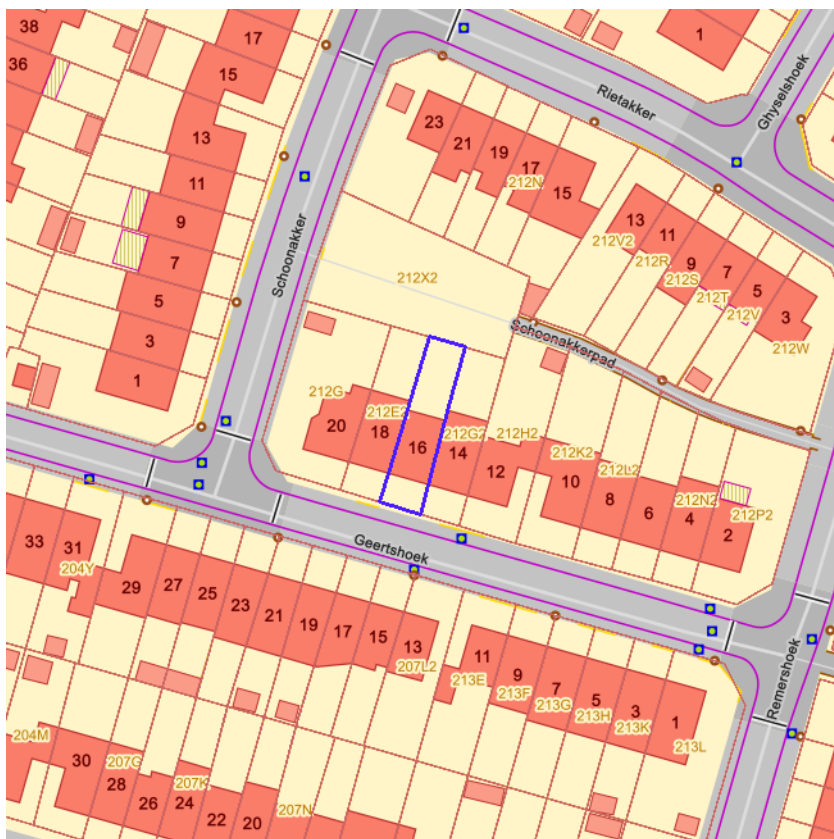 38
17
1
36
15
Rietakker
Ghyselshoek
23
13
21
19
17
212N
15
11
9
13
212V2
11
212R
9
212S
7
212T
5
212V
3
212W
7
Schoonakker
5
212X2
3
Schoonakkerpad
1
212G
20
212E2
18
16
212G2
14
212H2
12
212K2
10
212L2
8
6
212N2
4
212P2
2
Geertshoek
33
31
204Y
29
27
25
23
21
19
17
15
13
207L2
11
213E
9
213F
7
213G
5
213H
3
213K
1
213L
Remershoek
204M
30
207G
28
207K
26
24
22
20
207N